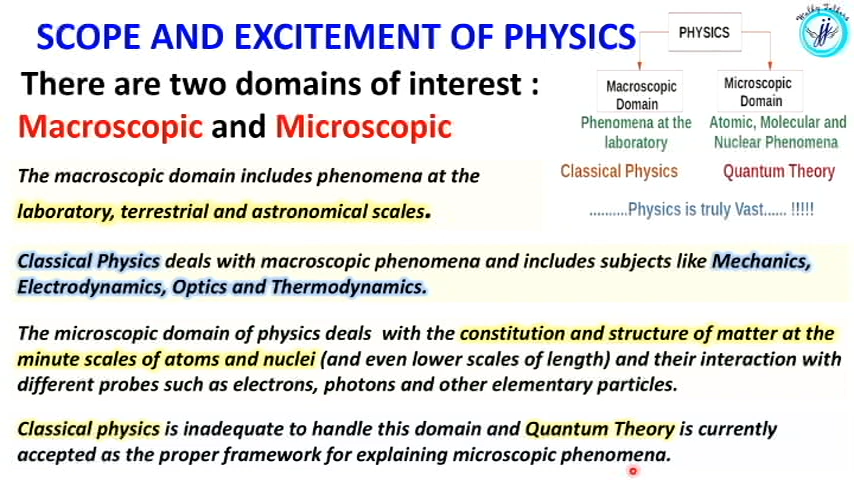 SCOPE AND EXCITEMENT OF PHYSICS
There are two domains of interest :
Macroscopic and Microscopic
PHYSICS
Macroscopic
Domain
Microscopic
Domain
Phenomena at the
laboratory
Atomic, Molecular and
Nuclear Phenomena
Classical Physics
Quantum Theory
..........Physics is truly Vast...... !!!!!
The macroscopic domain includes phenomena at the
laboratory, terrestrial and astronomical scales.
Classical Physics deals with macroscopic phenomena and includes subjects like Mechanics,
Electrodynamics, Optics and Thermodynamics.
The microscopic domain of physics deals with the constitution and structure of matter at the
minute scales of atoms and nuclei (and even lower scales of length) and their interaction with
different probes such as electrons, photons and other elementary particles.
Classical physics is inadequate to handle this domain and Quantum Theory is currently
accepted as the proper framework for explaining microscopic phenomena.